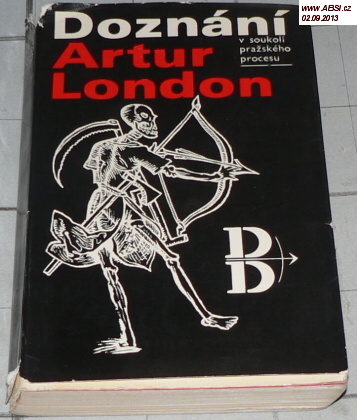 www.ABSI.cz
02.09.2013
Doznání
v soukolí
pražského
procesu
Artur
London
D
D